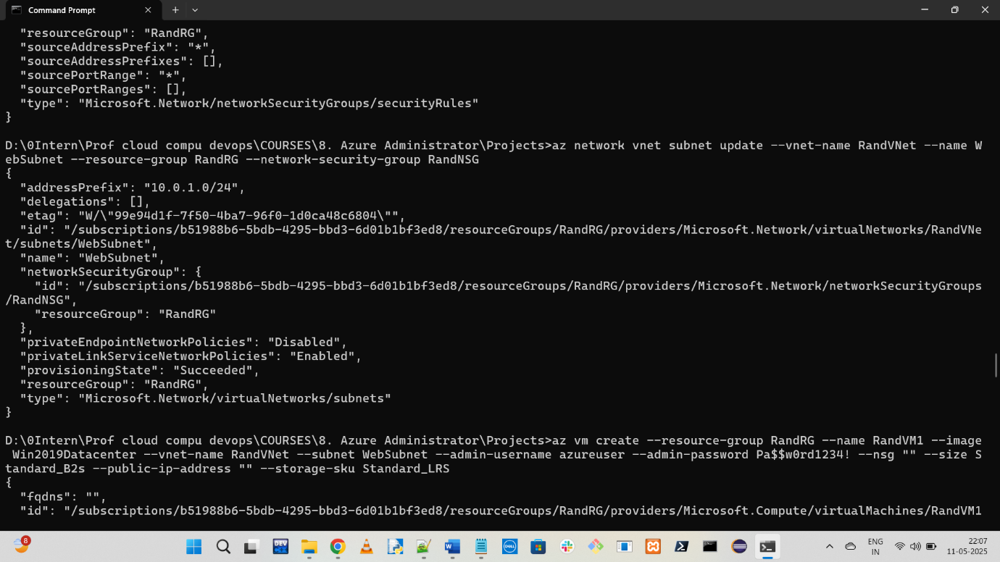 Command Prompt
"resourceGroup": "RandRG",
"sourceAddressPrefix": "*",
"sourceAddressPrefixes": [],
"sourcePortRange": "*",
"sourcePortRanges": [],
"type": "Microsoft.Network/networkSecurityGroups/securityRules"
}
D:\0Intern\Prof cloud compu devops\COURSES\8. Azure Administrator\Projects>az network vnet subnet update --vnet-name RandVNet --name W
ebSubnet --resource-group RandRG --network-security-group RandNSG
{
"addressPrefix": "10.0.1.0/24",
"delegations": [],
"etag": "W/\"99e94d1f-7f50-4ba7-96f0-1d0ca48c6804\"",
"id": "/subscriptions/b51988b6-5bdb-4295-bbd3-6d01b1bf3ed8/resourceGroups/RandRG/providers/Microsoft.Network/virtualNetworks/RandVNe
t/subnets/WebSubnet",
"name": "WebSubnet",
"networkSecurityGroup": {
"id": "/subscriptions/b51988b6-5bdb-4295-bbd3-6d01b1bf3ed8/resourceGroups/RandRG/providers/Microsoft.Network/networkSecurityGroups
/RandNSG",
"resourceGroup": "RandRG"
},
"privateEndpointNetworkPolicies": "Disabled",
"privateLinkServiceNetworkPolicies": "Enabled",
"provisioningState": "Succeeded",
"resourceGroup": "RandRG",
"type": "Microsoft.Network/virtualNetworks/subnets"
}
D:\0Intern\Prof cloud compu devops\COURSES\8. Azure Administrator\Projects>az vm create --resource-group RandRG --name RandVM1 --image
Win2019Datacenter --vnet-name RandVNet --subnet WebSubnet --admin-username azureuser --admin-password Pa$$w0rd1234! --nsg "" --size S
tandard_B2s --public-ip-address "" --storage-sku Standard_LRS
{
"fqdns": "",
"id": "/subscriptions/b51988b6-5bdb-4295-bbd3-6d01b1bf3ed8/resourceGroups/RandRG/providers/Microsoft.Compute/virtualMachines/RandVM1
8
DEV
DELL
ENG
IN
22:07
11-05-2025